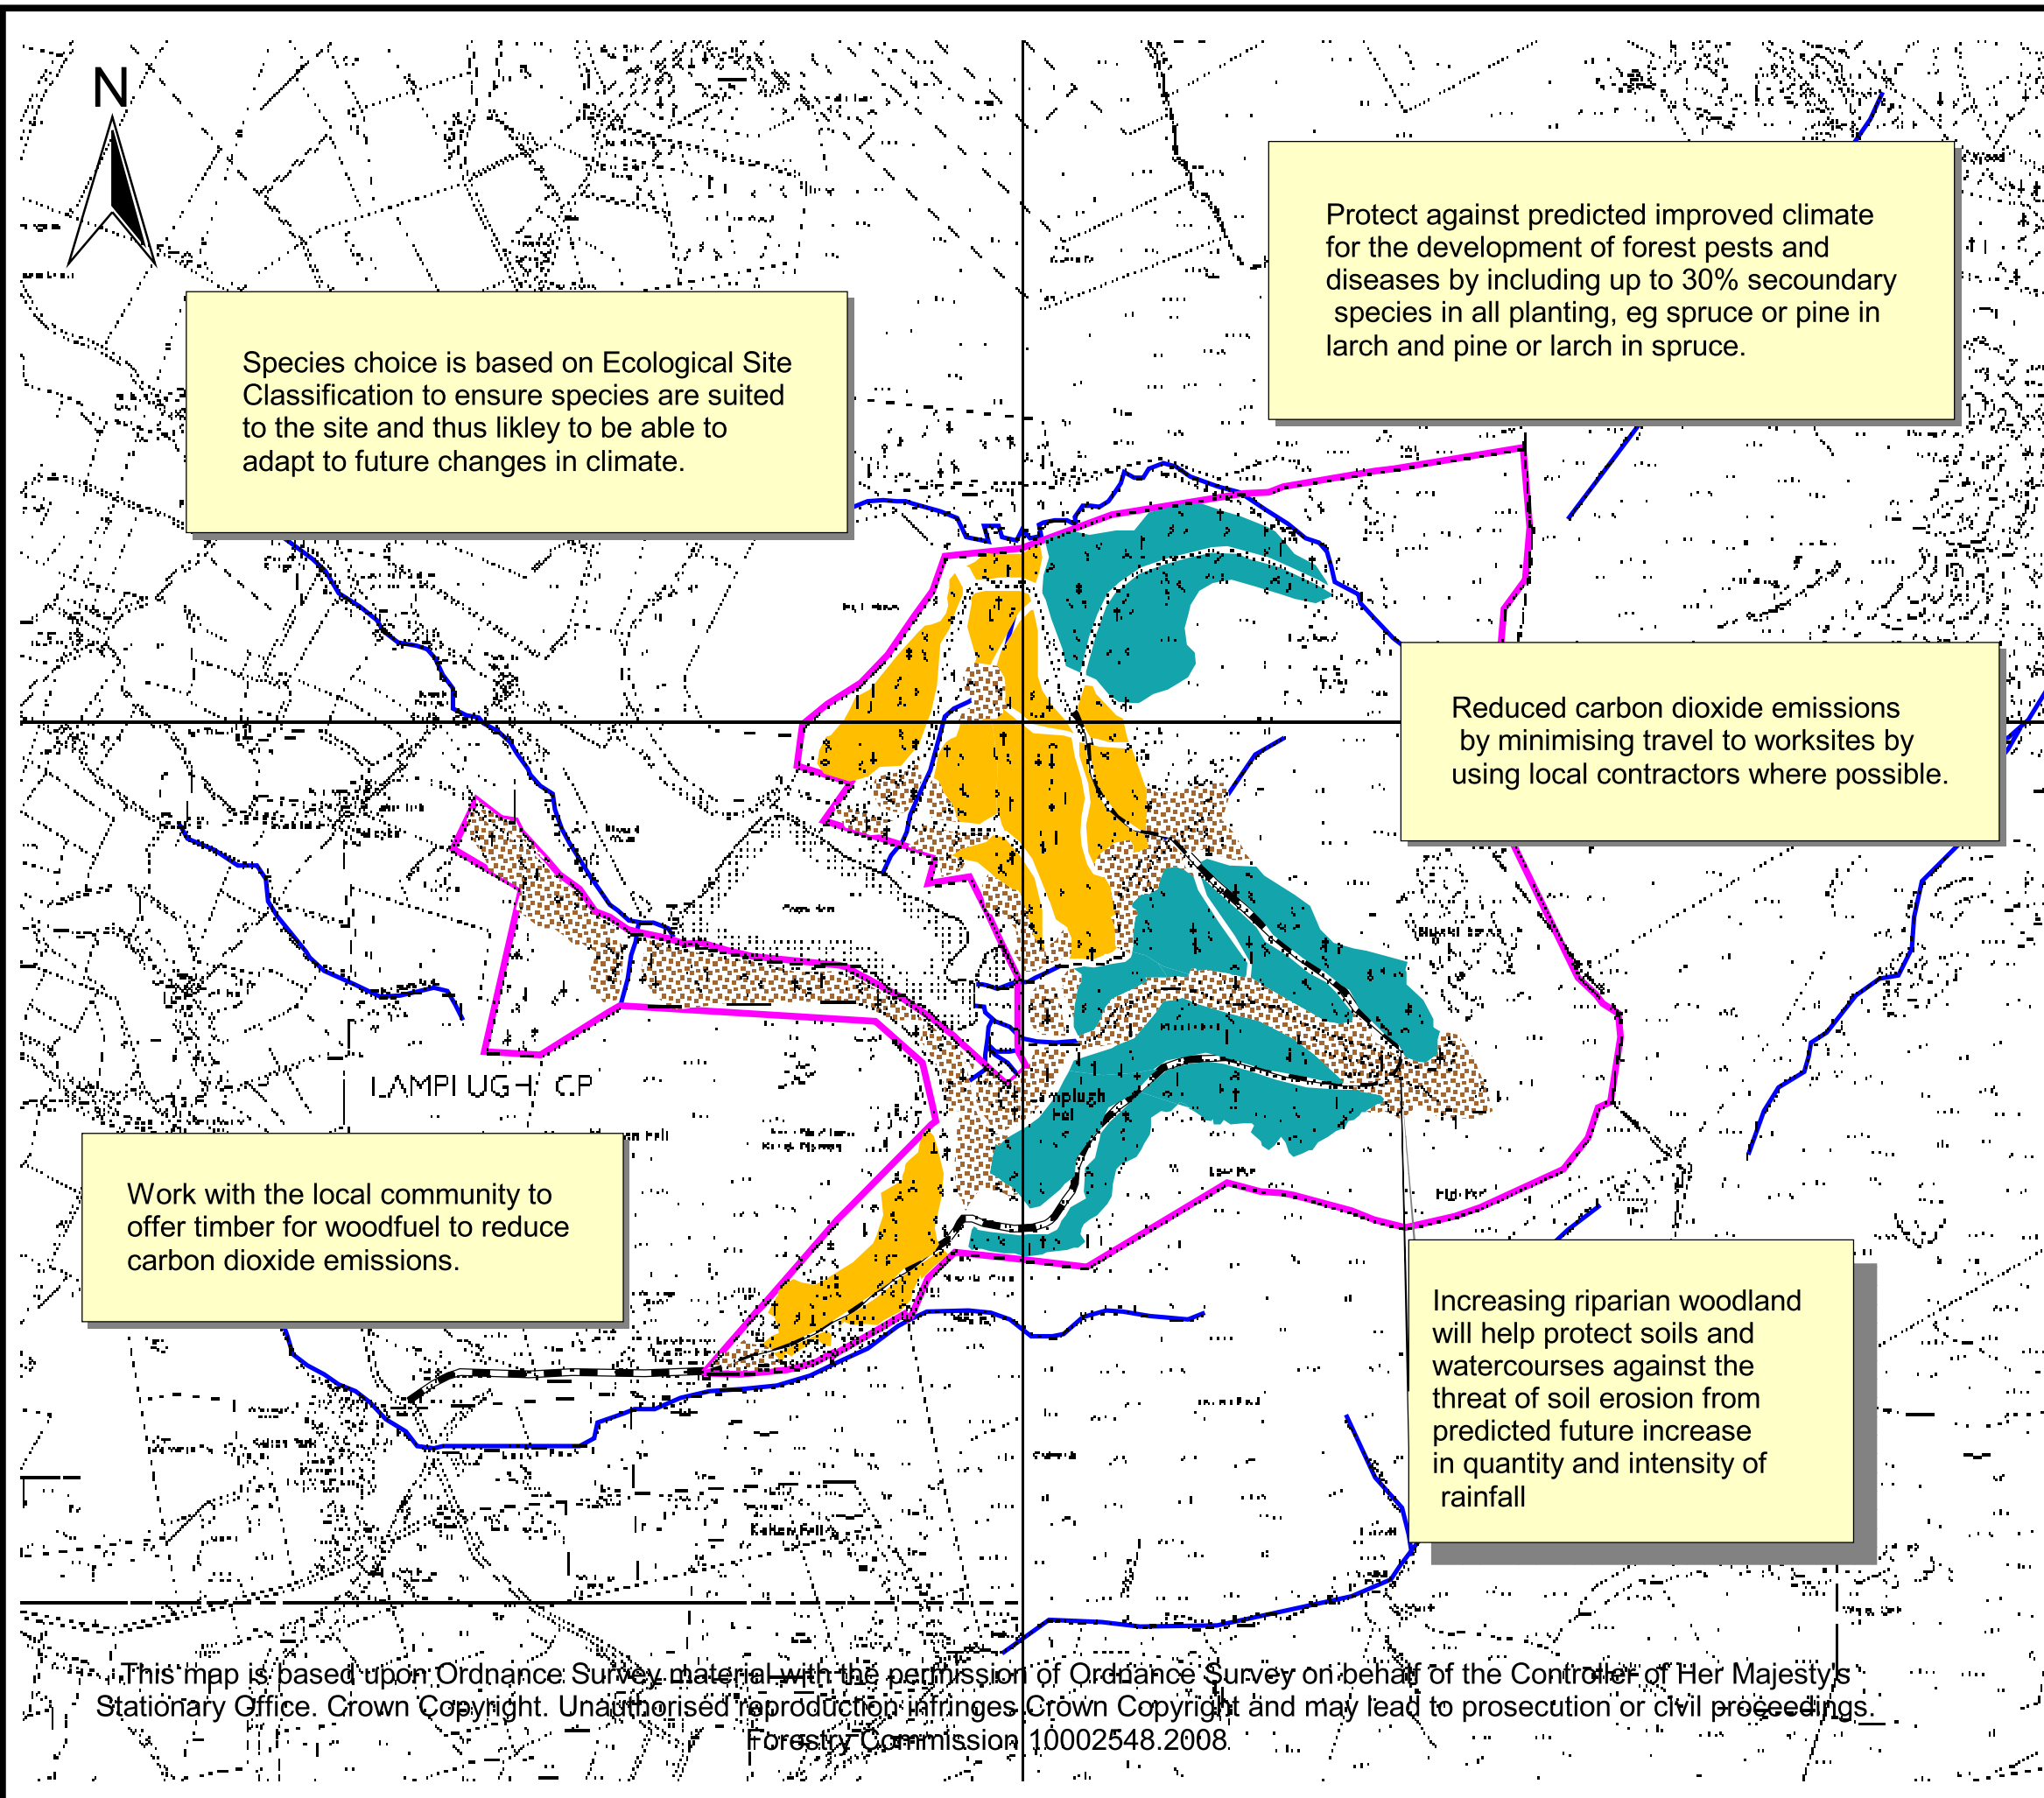 N
Protect against predicted improved climate
for the development of forest pests and
diseases by including up to 30% secoundary
species in all planting, eg spruce or pine in
larch and pine or larch in spruce.
Species choice is based on Ecological Site
Classification to ensure species are suited
to the site and thus likley to be able to
adapt to future changes in climate.
Reduced carbon dioxide emissions
by minimising travel to worksites by
using local contractors where possible.
LAMPLUGH CP
Work with the local community to
offer timber for woodfuel to reduce
carbon dioxide emissions.
Increasing riparian woodland
will help protect soils and
watercourses against the
threat of soil erosion from
predicted future increase
in quantity and intensity of
rainfall
This map is based upon Ordnance Survey material with the permission of Ordnance Survey on behalf of the Controller of Her Majesty's
Stationary Office. Crown Copyright. Unauthorised reproduction infringes Crown Copyright and may lead to prosecution or civil proceedings.
Forestry Commission 10002548.2008